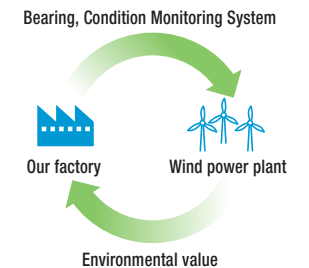 Bearing, Condition Monitoring System
Our factory
Wind power plant
Environmental value